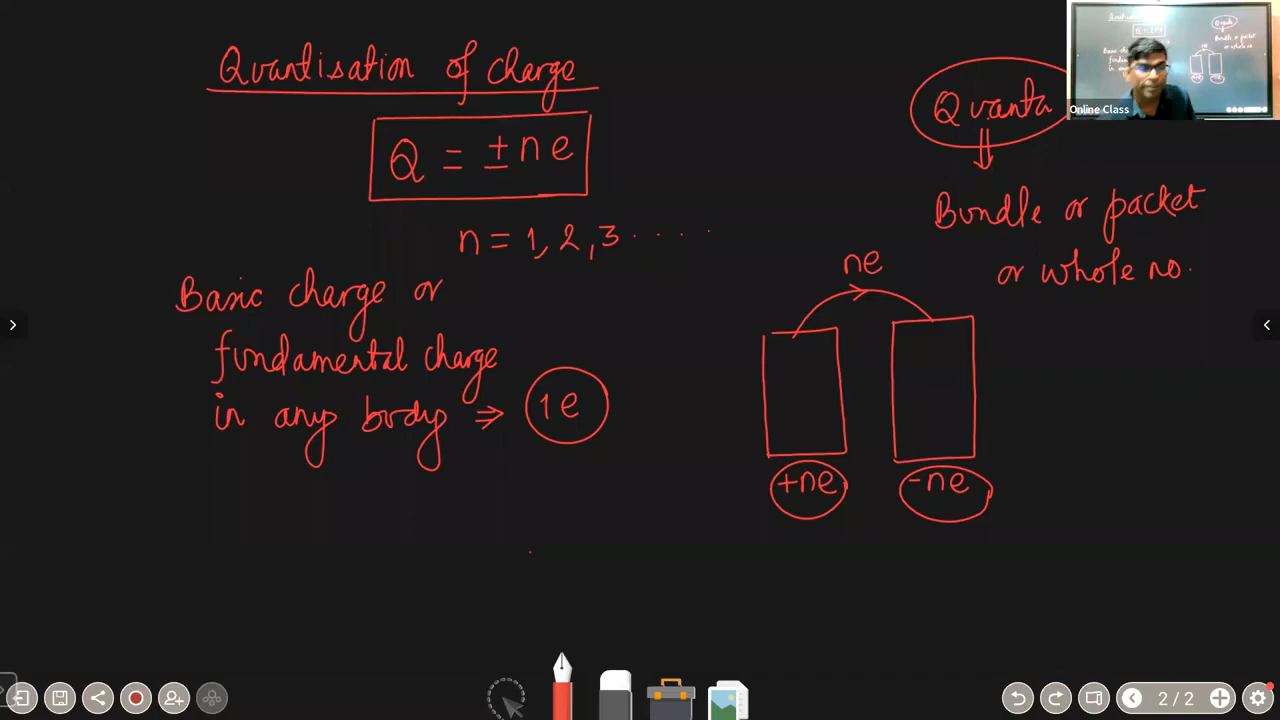 Quantisation of charge
Q = ±ne
n = 1, 2, 3 .....
Basic charge or
fundamental charge
in any body ⇒ 1e
Quanta
Bundle or packet
or whole no.
ne
+ne
-ne
Online Class
2/2